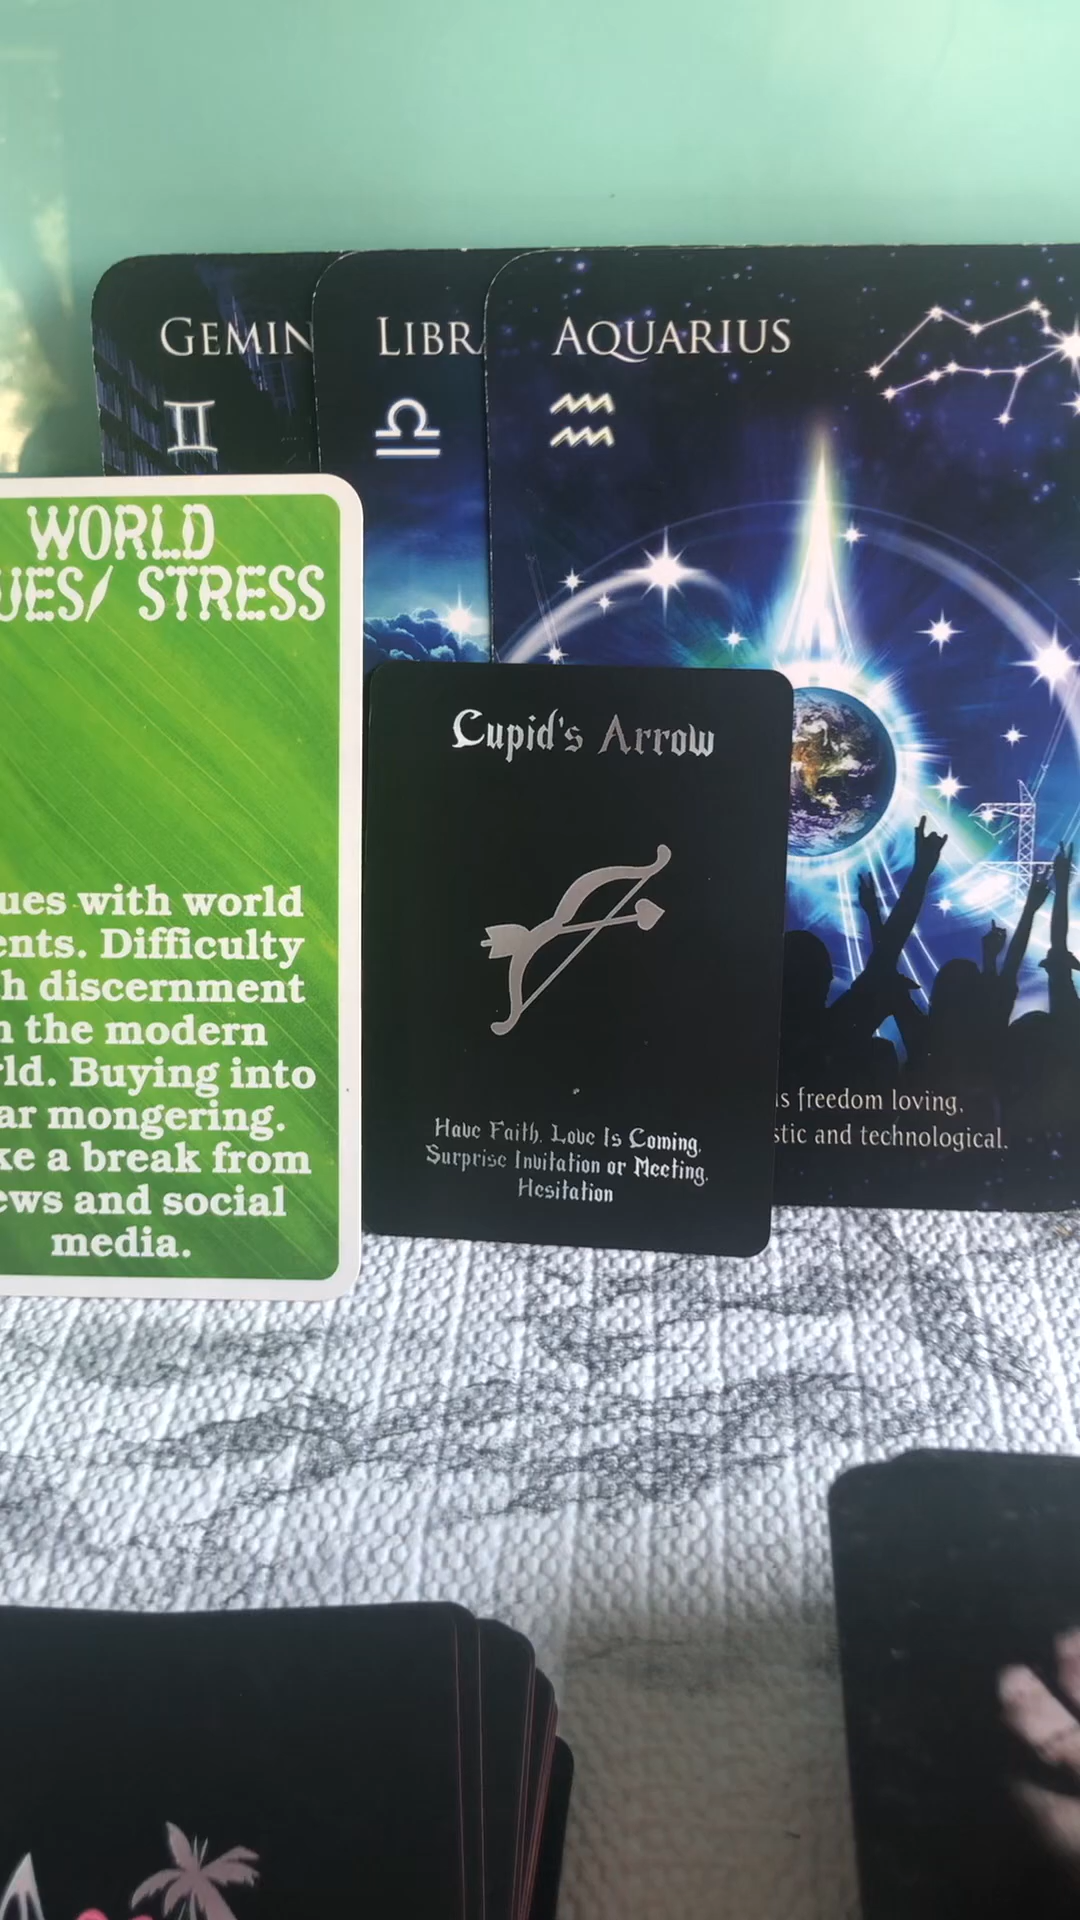 GEMIN
LIBR
AQUARIUS
WORLD
UES/ STRESS
ues with world
ents. Difficulty
h discernment
n the modern
rld. Buying into
ar mongering.
ke a break from
ews and social
media.
Cupid's Arrow
Have Faith, Love Is Coming,
Surprise Invitation or Meeting,
Hesitation
is freedom loving,
stic and technological.